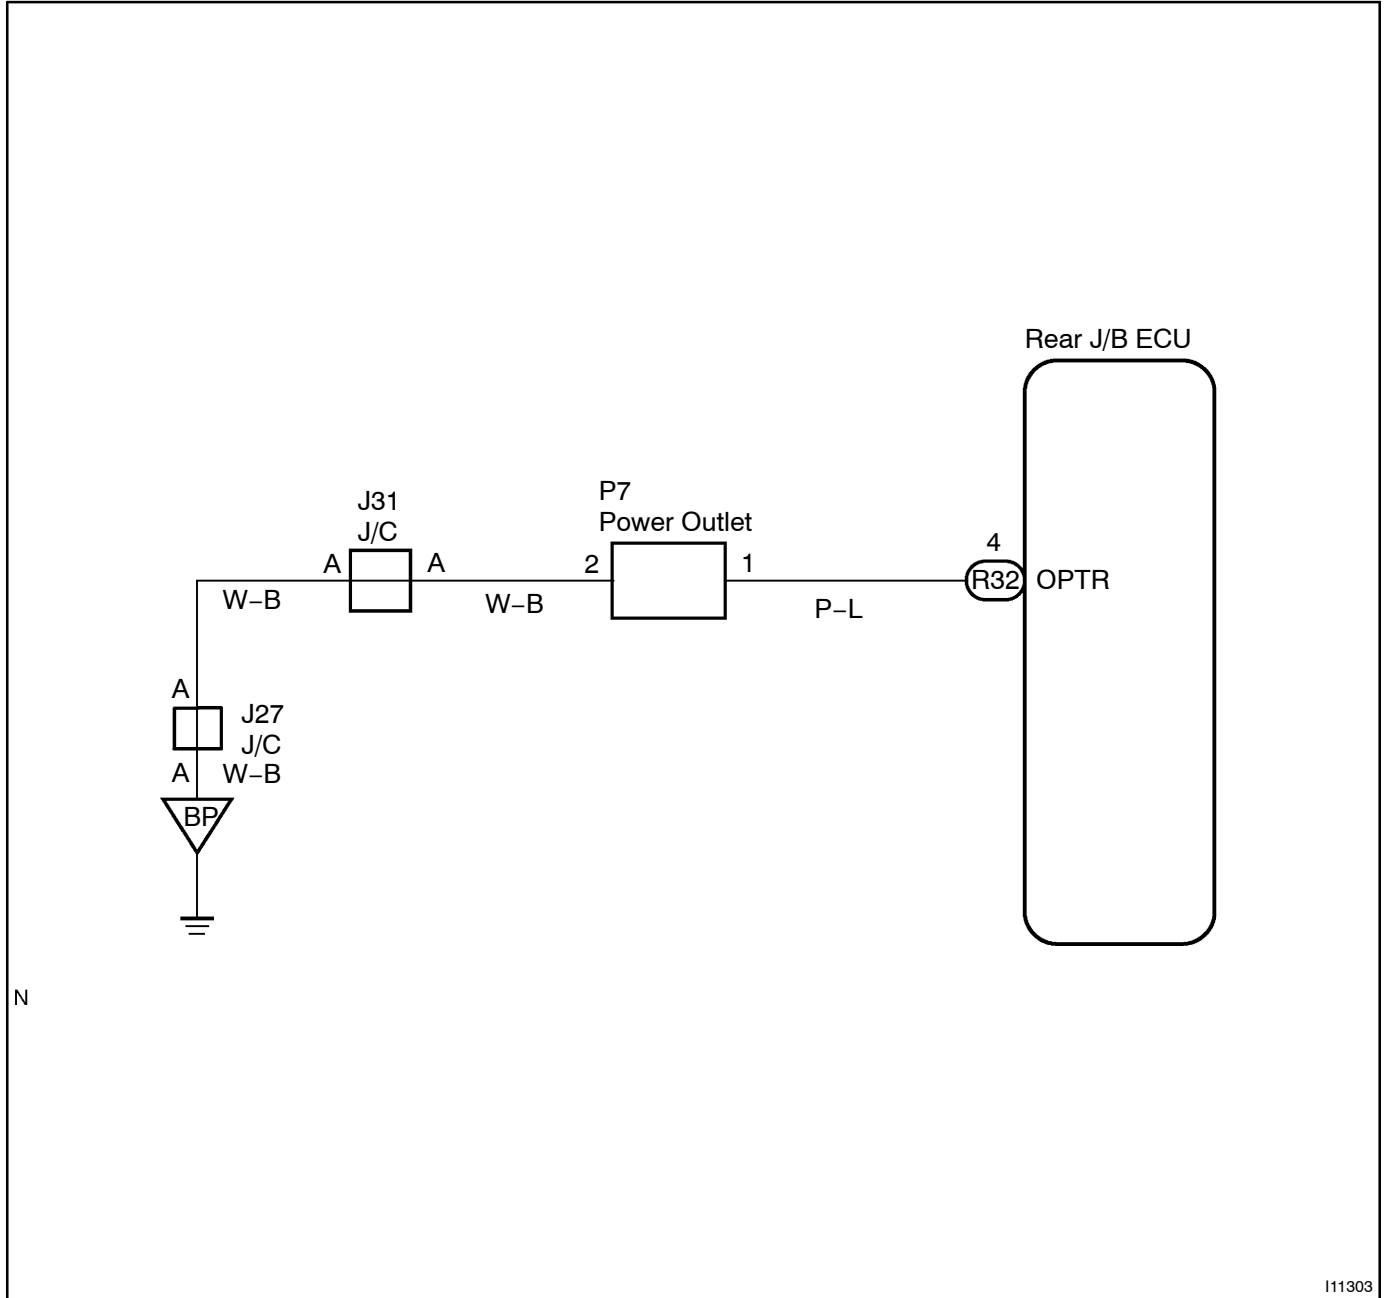 Rear J/B ECU
J31
J/C
A
A
W–B
W–B
P7
Power Outlet
2
1
P–L
4
R32
OPTR
A
J27
J/C
A
W–B
BP
N
I11303